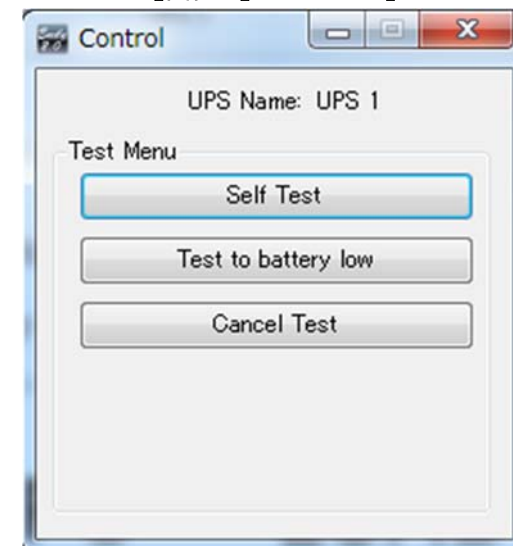 Control
UPS Name: UPS 1
Test Menu
Self Test
Test to battery low
Cancel Test